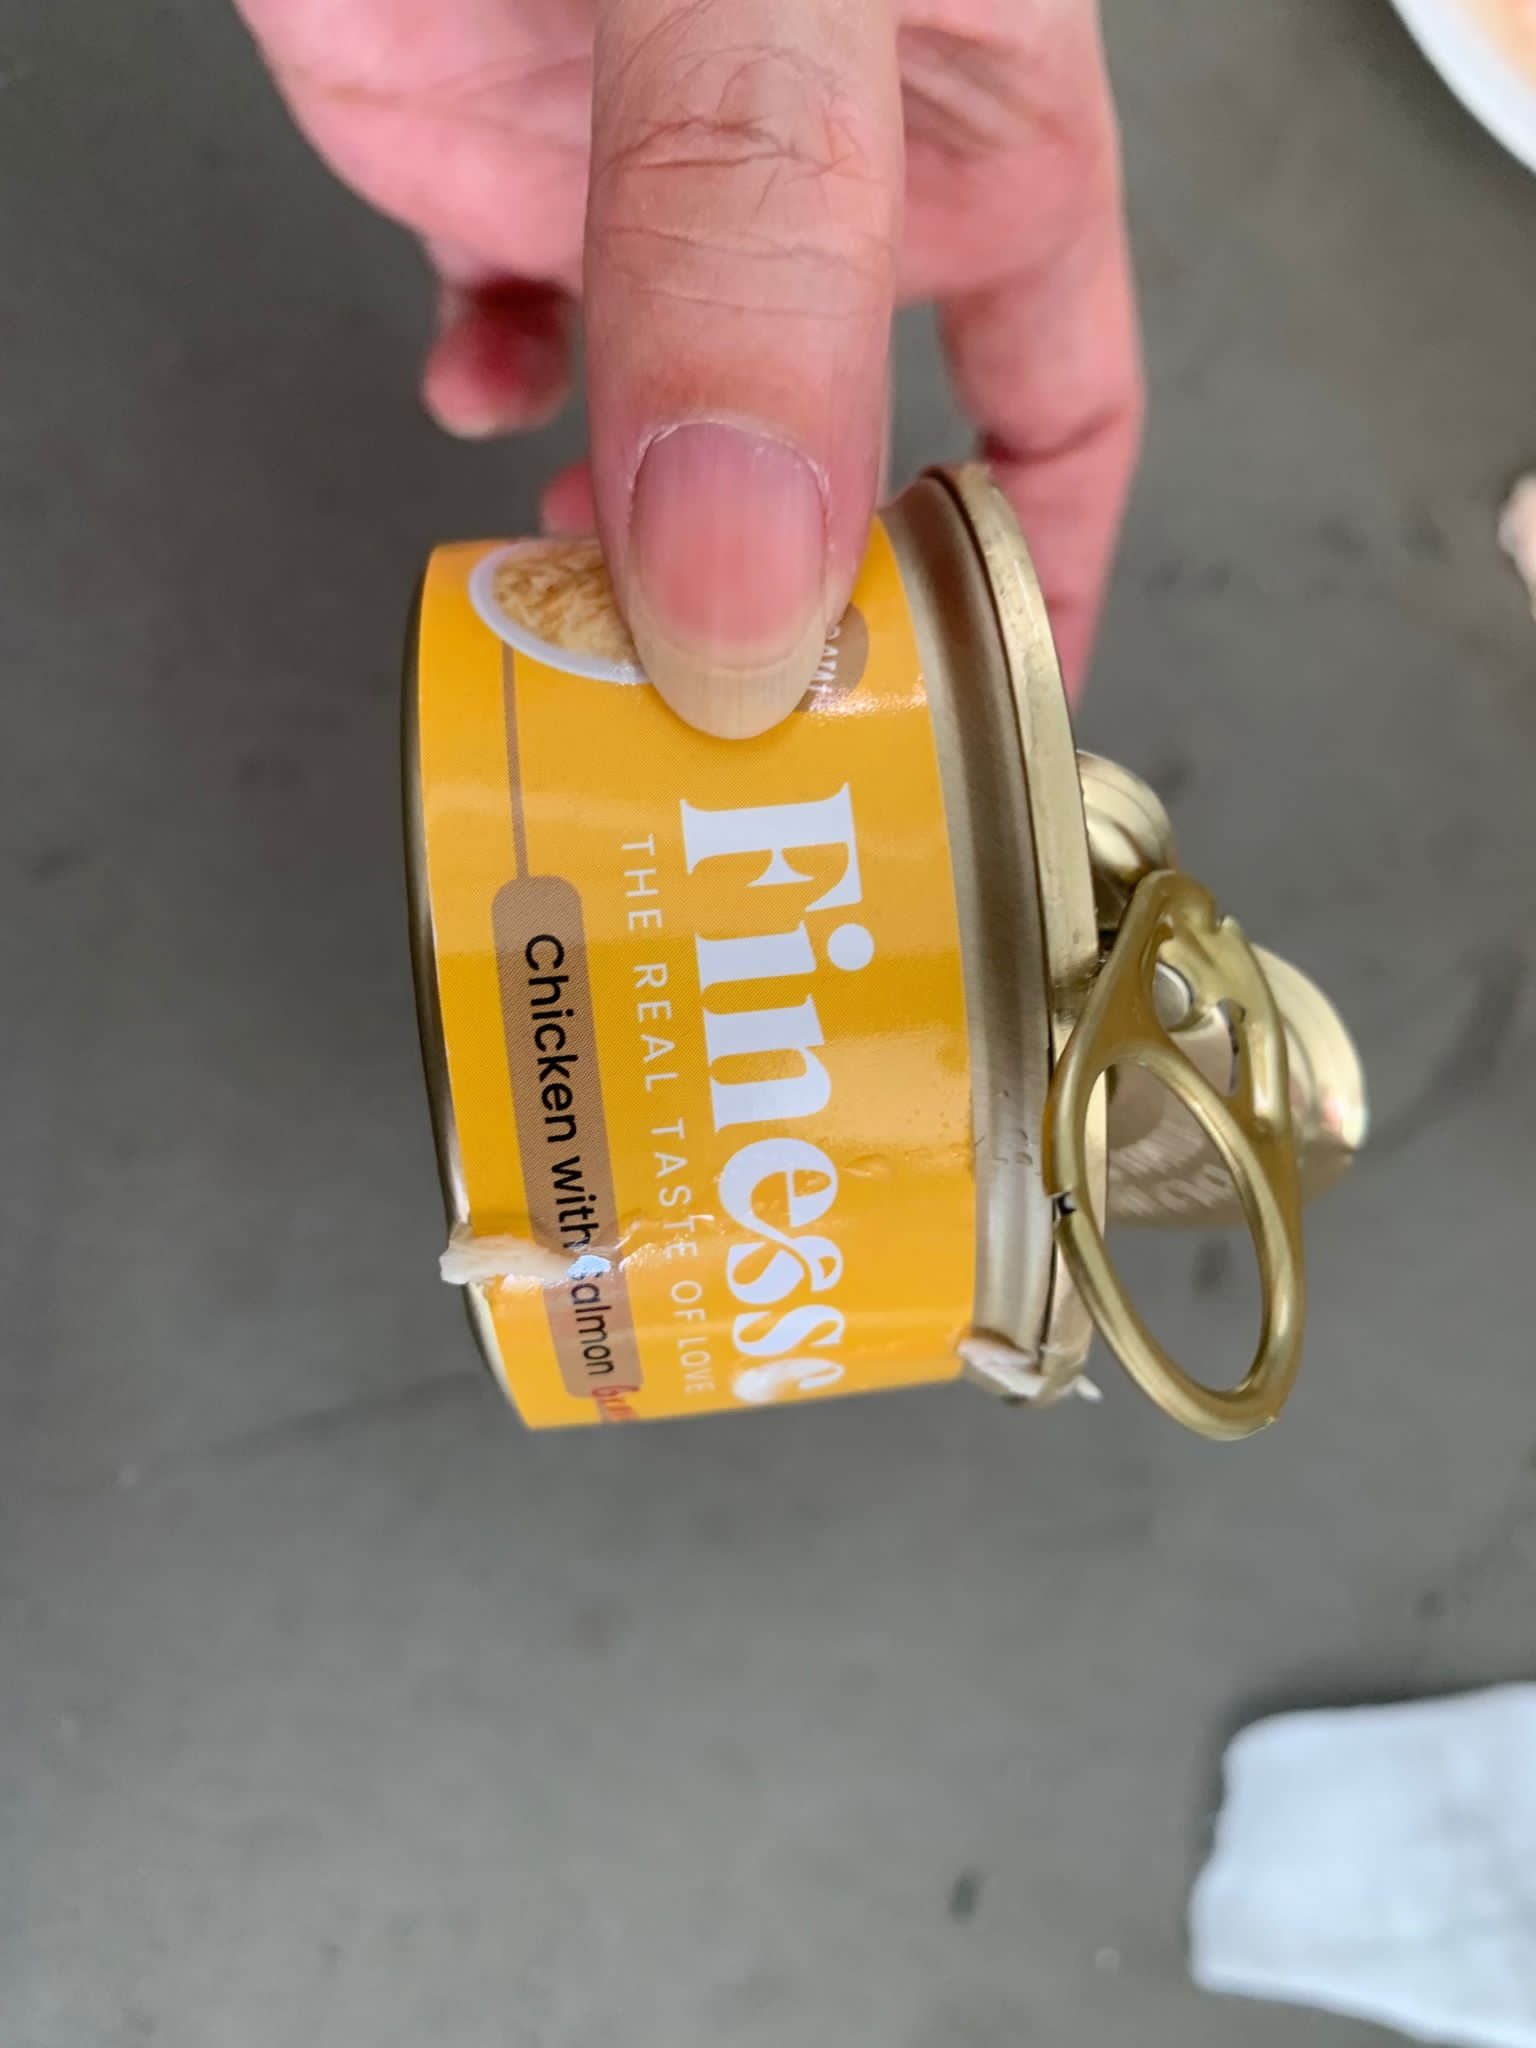 Finesse
THE REAL TASTE OF LOVE
Chicken with Salmon